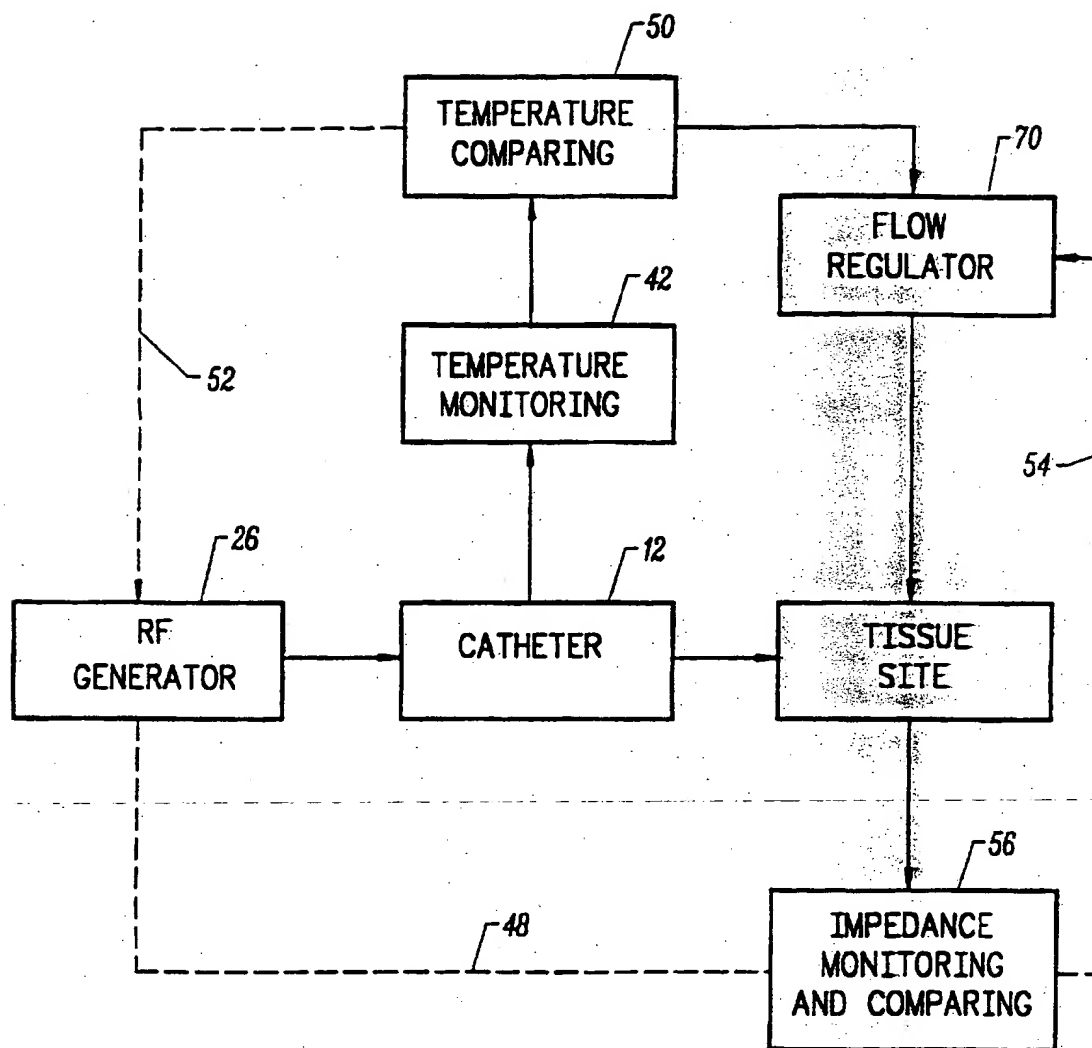 50
TEMPERATURE
COMPARING
70
FLOW
REGULATOR
42
TEMPERATURE
MONITORING
52
54
26
RF
GENERATOR
12
CATHETER
TISSUE
SITE
56
IMPEDANCE
MONITORING
AND COMPARING
48